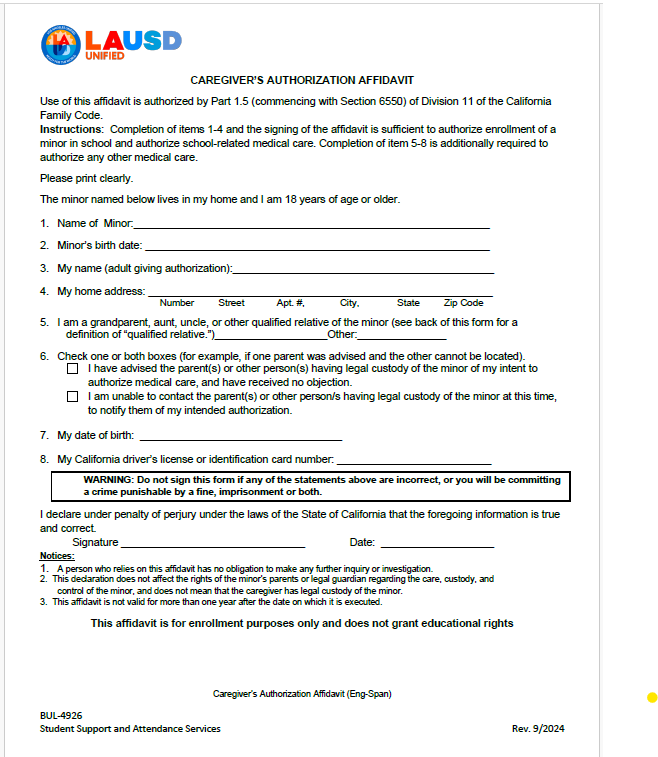 LAUSD
UNIFIED
CAREGIVER'S AUTHORIZATION AFFIDAVIT
Use of this affidavit is authorized by Part 1.5 (commencing with Section 6550) of Division 11 of the California
Family Code.
Instructions: Completion of items 1-4 and the signing of the affidavit is sufficient to authorize enrollment of a
minor in school and authorize school-related medical care. Completion of item 5-8 is additionally required to
authorize any other medical care.
Please print clearly.
The minor named below lives in my home and I am 18 years of age or older.
1. Name of Minor:
2. Minor's birth date:
3. My name (adult giving authorization):
4. My home address:
Number Street Apt. #, City, State Zip Code
5. I am a grandparent, aunt, uncle, or other qualified relative of the minor (see back of this form for a
definition of "qualified relative.") Other:
6. Check one or both boxes (for example, if one parent was advised and the other cannot be located).
I have advised the parent(s) or other person(s) having legal custody of the minor of my intent to
authorize medical care, and have received no objection.
I am unable to contact the parent(s) or other person/s having legal custody of the minor at this time,
to notify them of my intended authorization.
7. My date of birth:
8. My California driver's license or identification card number:
WARNING: Do not sign this form if any of the statements above are incorrect, or you will be committing
a crime punishable by a fine, imprisonment or both.
I declare under penalty of perjury under the laws of the State of California that the foregoing information is true
and correct.
Signature Date:
Notices:
1. A person who relies on this affidavit has no obligation to make any further inquiry or investigation.
2. This declaration does not affect the rights of the minor's parents or legal guardian regarding the care, custody, and
control of the minor, and does not mean that the caregiver has legal custody of the minor.
3. This affidavit is not valid for more than one year after the date on which it is executed.
This affidavit is for enrollment purposes only and does not grant educational rights
Caregiver's Authorization Affidavit (Eng-Span)
BUL-4926
Student Support and Attendance Services Rev. 9/2024